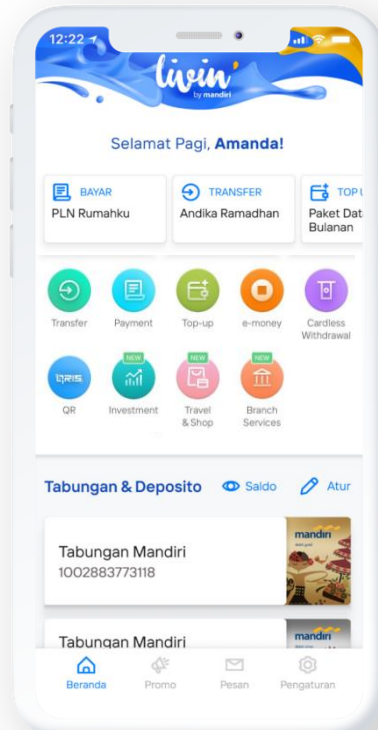 12:22
livin'
by mandiri
Selamat Pagi, Amanda!
BAYAR
PLN Rumahku
TRANSFER
Andika Ramadhan
TOP U
Paket Dat
Bulanan
Transfer
Payment
Top-up
e-money
Cardless
Withdrawal
QRIS
NEW
NEW
NEW
QR
Investment
Travel
& Shop
Branch
Services
Tabungan & Deposito
Saldo
Atur
Tabungan Mandiri
1002883773118
mandiri
Tabungan Mandiri
mandiri
Beranda
Promo
Pesan
Pengaturan